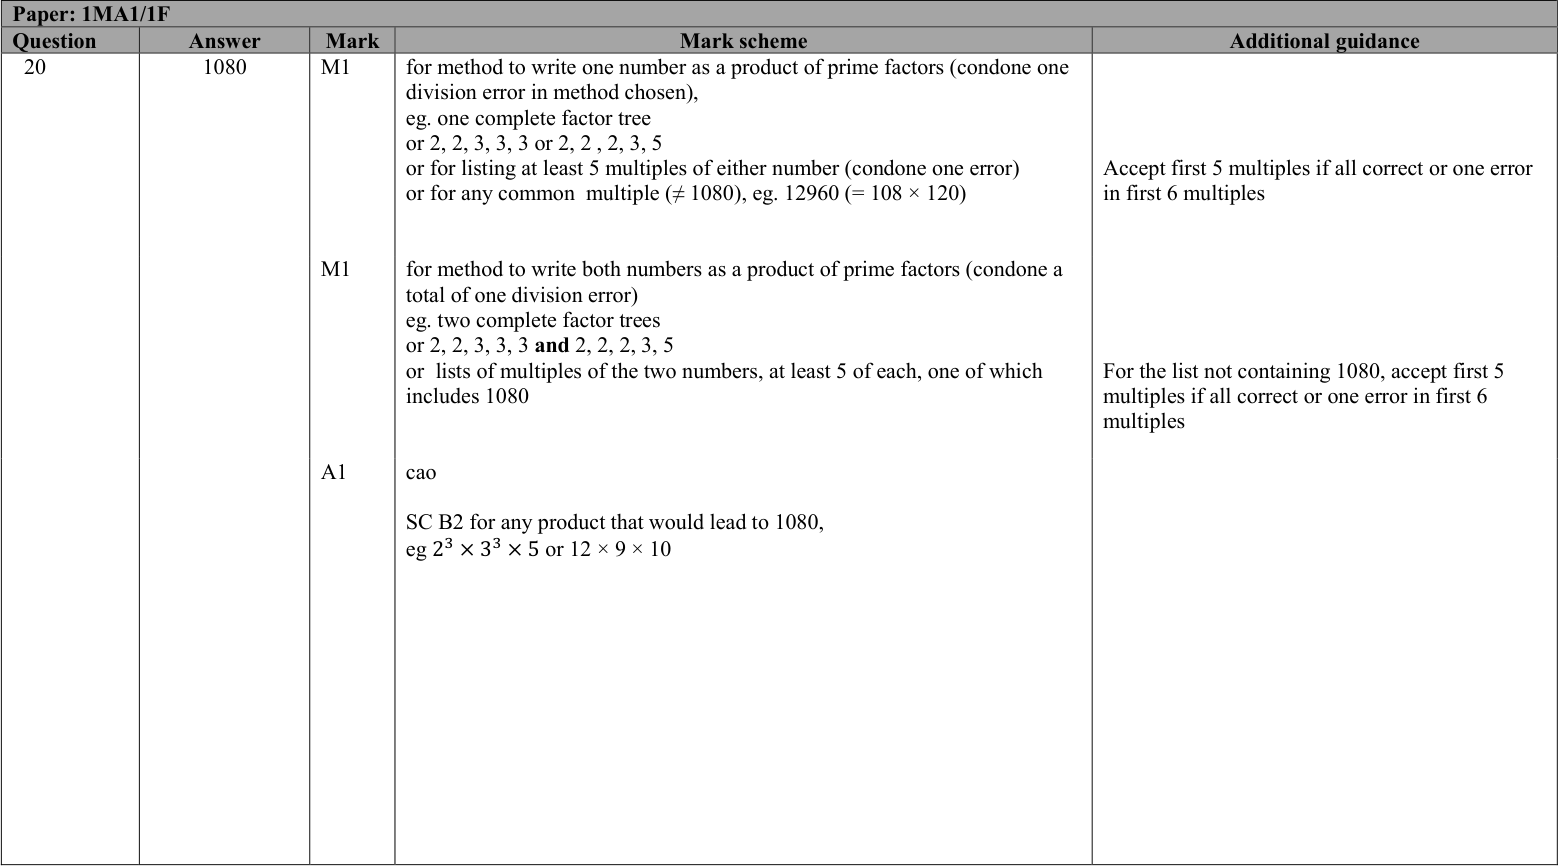 Paper: 1MA1/1F
Question Answer Mark Mark scheme Additional guidance
20 1080 M1 for method to write one number as a product of prime factors (condone one
division error in method chosen),
eg. one complete factor tree
or 2, 2, 3, 3, 3 or 2, 2 , 2, 3, 5
or for listing at least 5 multiples of either number (condone one error) Accept first 5 multiples if all correct or one error
or for any common  multiple (≠ 1080), eg. 12960 (= 108 × 120) in first 6 multiples
M1 for method to write both numbers as a product of prime factors (condone a
total of one division error)
eg. two complete factor trees
or 2, 2, 3, 3, 3 and 2, 2, 2, 3, 5
or  lists of multiples of the two numbers, at least 5 of each, one of which For the list not containing 1080, accept first 5
includes 1080 multiples if all correct or one error in first 6
multiples
A1 cao
SC B2 for any product that would lead to 1080,
eg 2³ × 3³ × 5 or 12 × 9 × 10